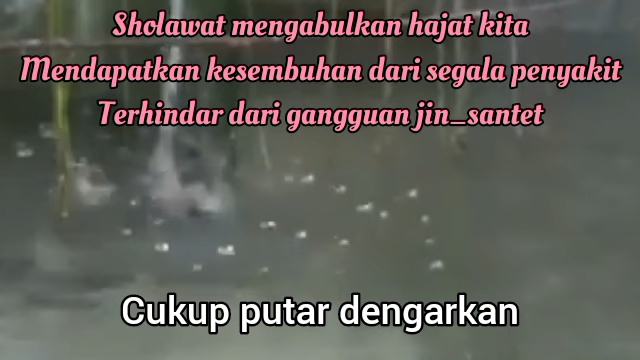 Sholawat mengabulkan hajat kita
Mendapatkan kesembuhan dari segala penyakit
Terhindar dari gangguan jin_santet
Cukup putar dengarkan